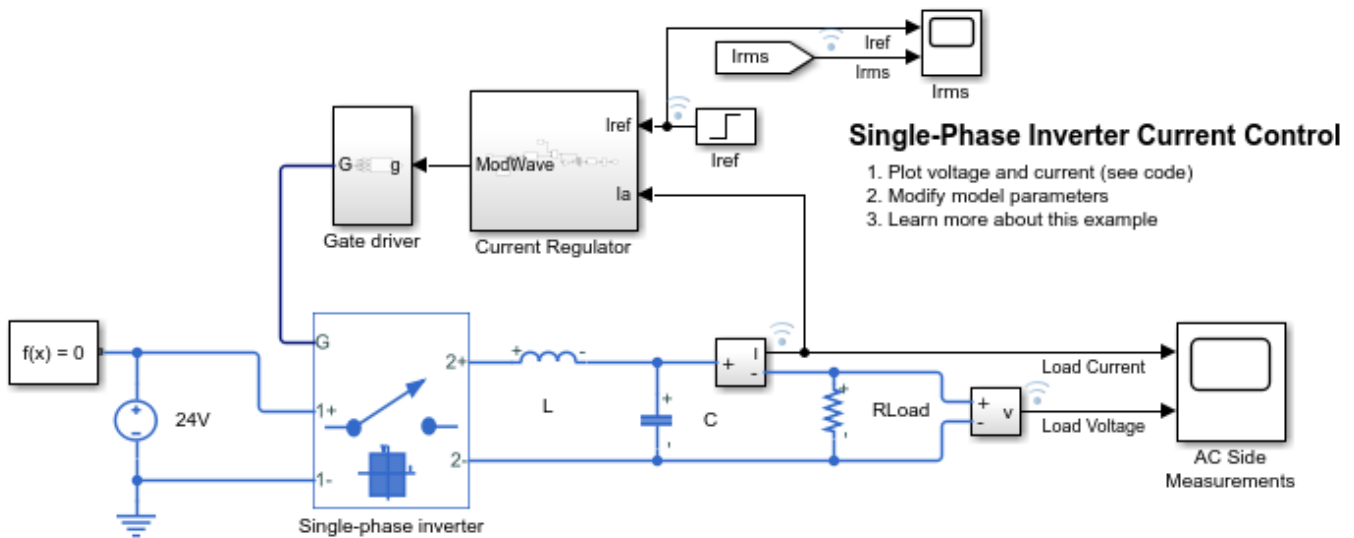 Iref
Irms
Irms
Irms
Iref
ModWave
Ia
Iref
G
g
Gate driver
Current Regulator
Single-Phase Inverter Current Control
1. Plot voltage and current (see code)
2. Modify model parameters
3. Learn more about this example
f(x) = 0
24V
G
1+
1-
2+
2-
Single-phase inverter
+ -
L
+
-
C
+
I
-
Load Current
+
-
RLoad
+
-
v
Load Voltage
+
-
AC Side
Measurements